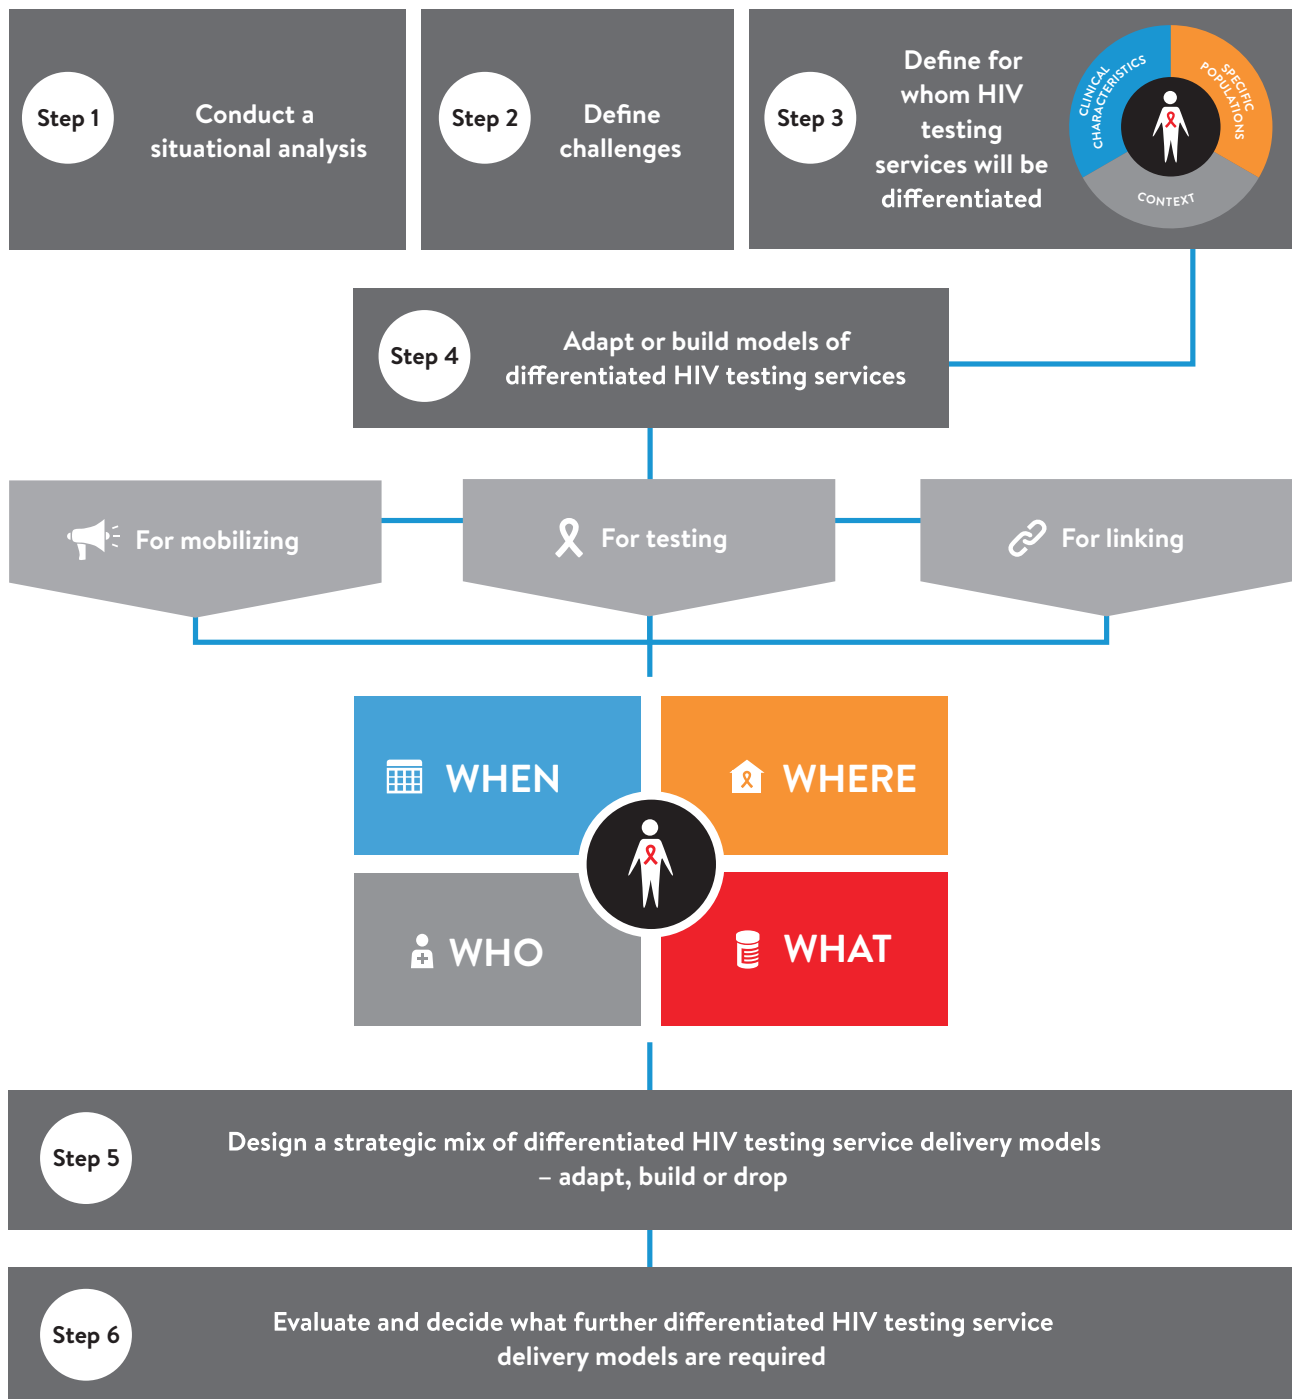 Step 1
Conduct a
situational analysis
Step 2
Define
challenges
Step 3
Define for
whom HIV
testing
services will be
differentiated
CLINICAL
CHARACTERISTICS
SPECIFIC
POPULATIONS
CONTEXT
Step 4
Adapt or build models of
differentiated HIV testing services
For mobilizing
For testing
For linking
WHEN
WHERE
WHO
WHAT
Step 5
Design a strategic mix of differentiated HIV testing service delivery models
– adapt, build or drop
Step 6
Evaluate and decide what further differentiated HIV testing service
delivery models are required